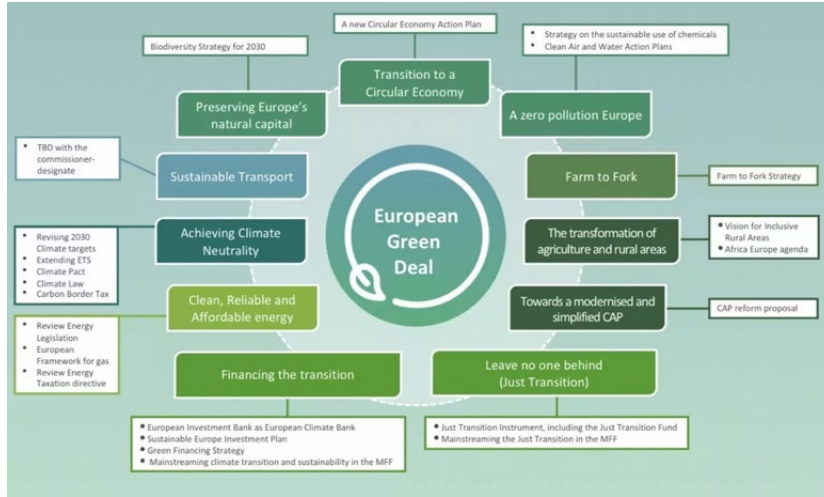 A new Circular Economy Action Plan
Biodiversity Strategy for 2030
• Strategy on the sustainable use of chemicals
• Clean Air and Water Action Plans
Transition to a
Circular Economy
Preserving Europe's
natural capital
A zero pollution Europe
• TBD with the
commissioner-
designate
Sustainable Transport
Farm to Fork
Farm to Fork Strategy
European
Green
Deal
Achieving Climate
Neutrality
The transformation of
agriculture and rural areas
• Vision for Inclusive
Rural Areas
• Africa Europe agenda
• Revising 2030
Climate targets
• Extending ETS
• Climate Pact
• Climate Law
• Carbon Border Tax
Clean, Reliable and
Affordable energy
Towards a modernised and
simplified CAP
CAP reform proposal
• Review Energy
Legislation
• European
Framework for gas
• Review Energy
Taxation directive
Financing the transition
Leave no one behind
(Just Transition)
• European Investment Bank as European Climate Bank
• Sustainable Europe Investment Plan
• Green Financing Strategy
• Mainstreaming climate transition and sustainability in the MFF
• Just Transition Instrument, including the Just Transition Fund
• Mainstreaming the Just Transition in the MFF